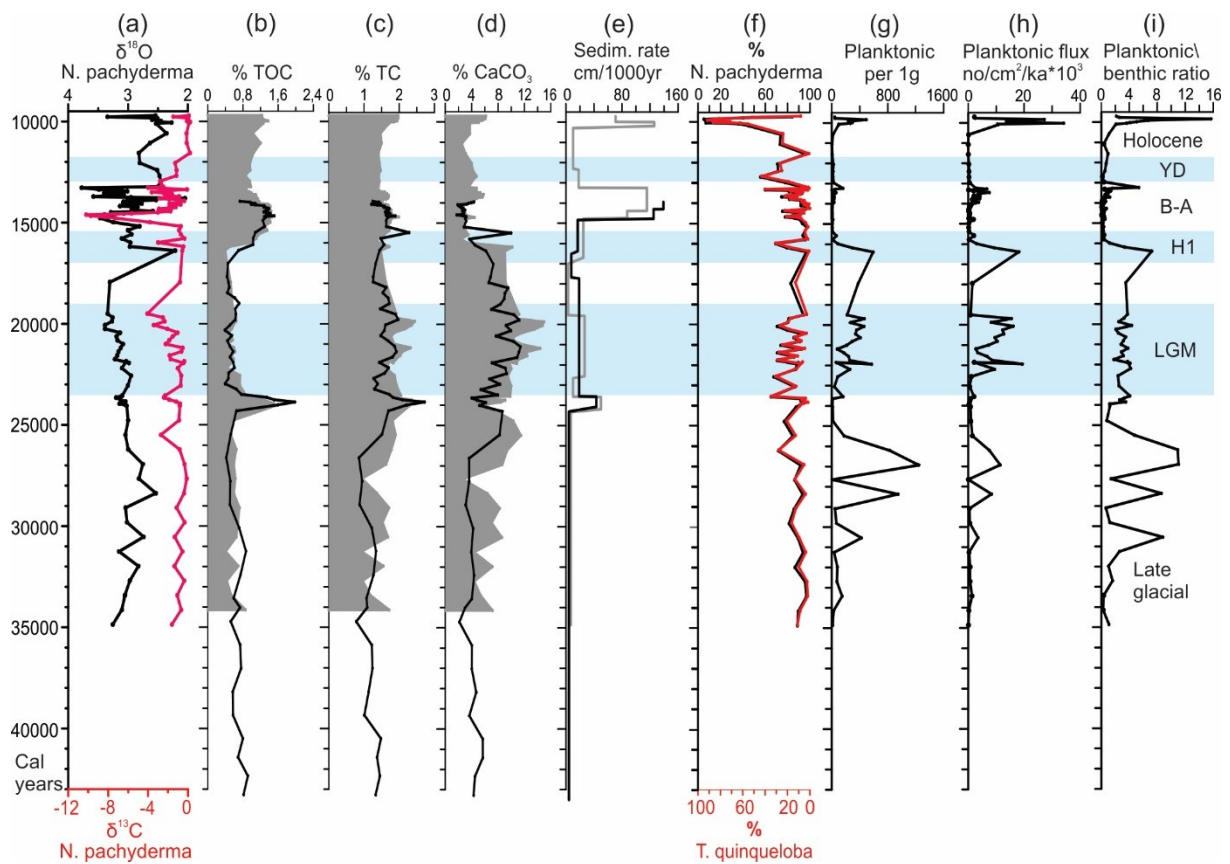 (a) (b) (c) (d) (e) (f) (g) (h) (i)
δ18O Sedim. rate % Planktonic Planktonic flux Planktonic\
N. pachyderma % TOC % TC % CaCO3 cm/1000yr N. pachyderma per 1g no/cm2/ka*10³ benthic ratio
4 3 2 0 0.8 1.6 2.4 0 1 2 3 0 5 10 15 0 40 80 160 100 60 20 0 0 800 1600 0 20 40 0 4 8 12 16
10000
Holocene
YD
B-A
15000
H1
20000
LGM
25000
30000
Late
glacial
35000
40000
Cal
years
-12 -8 -4 0 100 60 20 0
δ13C %
N. pachyderma T. quinqueloba